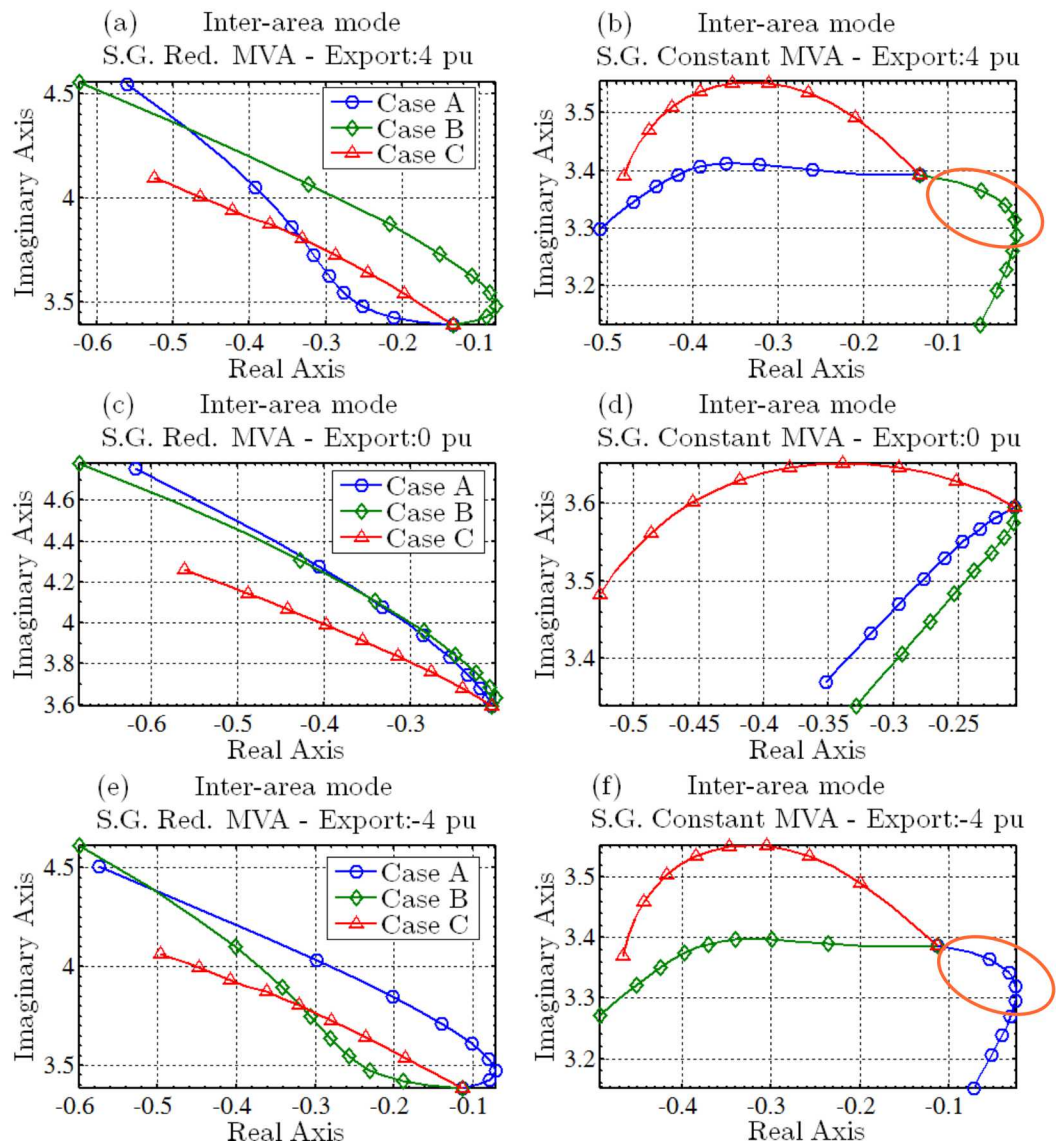 (a) Inter-area mode
S.G. Red. MVA - Export:4 pu
4.5
4
3.5
Imaginary Axis
Case A
Case B
Case C
-0.6 -0.5 -0.4 -0.3 -0.2 -0.1
Real Axis
(b) Inter-area mode
S.G. Constant MVA - Export:4 pu
3.5
3.4
3.3
3.2
Imaginary Axis
-0.5 -0.4 -0.3 -0.2 -0.1
Real Axis
(c) Inter-area mode
S.G. Red. MVA - Export:0 pu
4.6
4.4
4.2
4
3.8
3.6
Imaginary Axis
Case A
Case B
Case C
-0.6 -0.5 -0.4 -0.3
Real Axis
(d) Inter-area mode
S.G. Constant MVA - Export:0 pu
3.6
3.5
3.4
Imaginary Axis
-0.5 -0.45 -0.4 -0.35 -0.3 -0.25
Real Axis
(e) Inter-area mode
S.G. Red. MVA - Export:-4 pu
4.5
4
3.5
Imaginary Axis
Case A
Case B
Case C
-0.6 -0.5 -0.4 -0.3 -0.2 -0.1
Real Axis
(f) Inter-area mode
S.G. Constant MVA - Export:-4 pu
3.5
3.4
3.3
3.2
Imaginary Axis
-0.4 -0.3 -0.2 -0.1
Real Axis